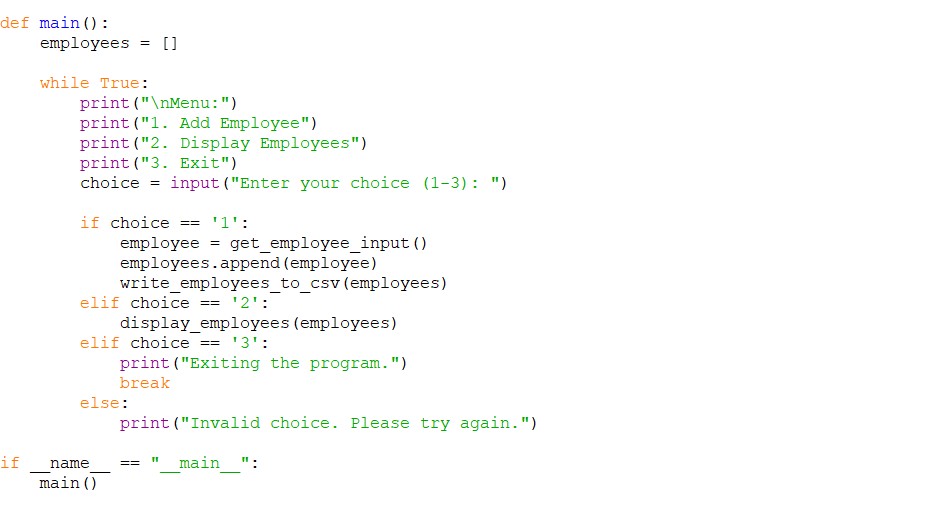 def main():
    employees = []

    while True:
        print("\nMenu:")
        print("1. Add Employee")
        print("2. Display Employees")
        print("3. Exit")
        choice = input("Enter your choice (1-3): ")

        if choice == '1':
            employee = get_employee_input()
            employees.append(employee)
            write_employees_to_csv(employees)
        elif choice == '2':
            display_employees(employees)
        elif choice == '3':
            print("Exiting the program.")
            break
        else:
            print("Invalid choice. Please try again.")

if __name__ == "__main__":
    main()